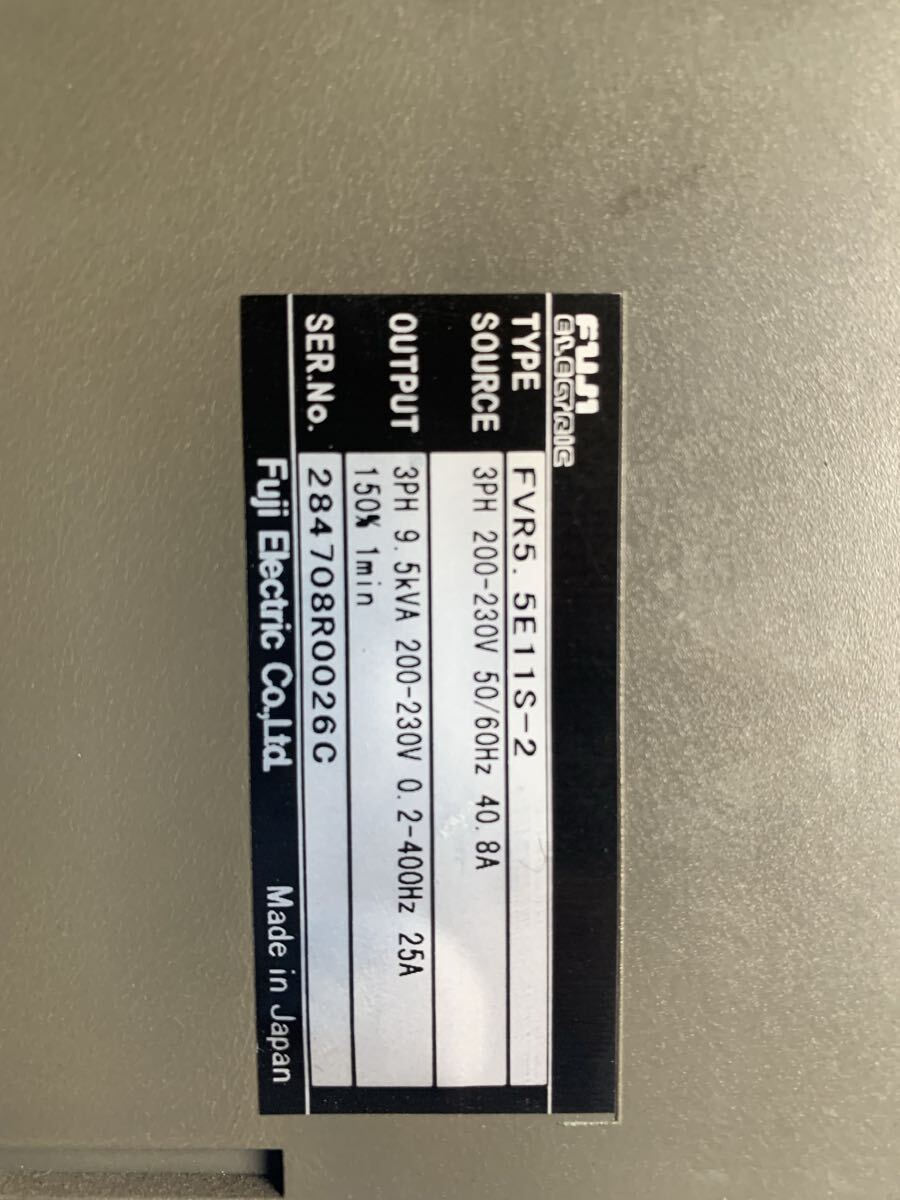 FUJI
ELECTRIC
TYPE FVR5.5E11S-2
SOURCE 3PH 200-230V 50/60Hz 40.8A
OUTPUT 3PH 9.5kVA 200-230V 0.2-400Hz 25A
150% 1min
SER.No. 284708R0026C
Fuji Electric Co.,Ltd. Made in Japan